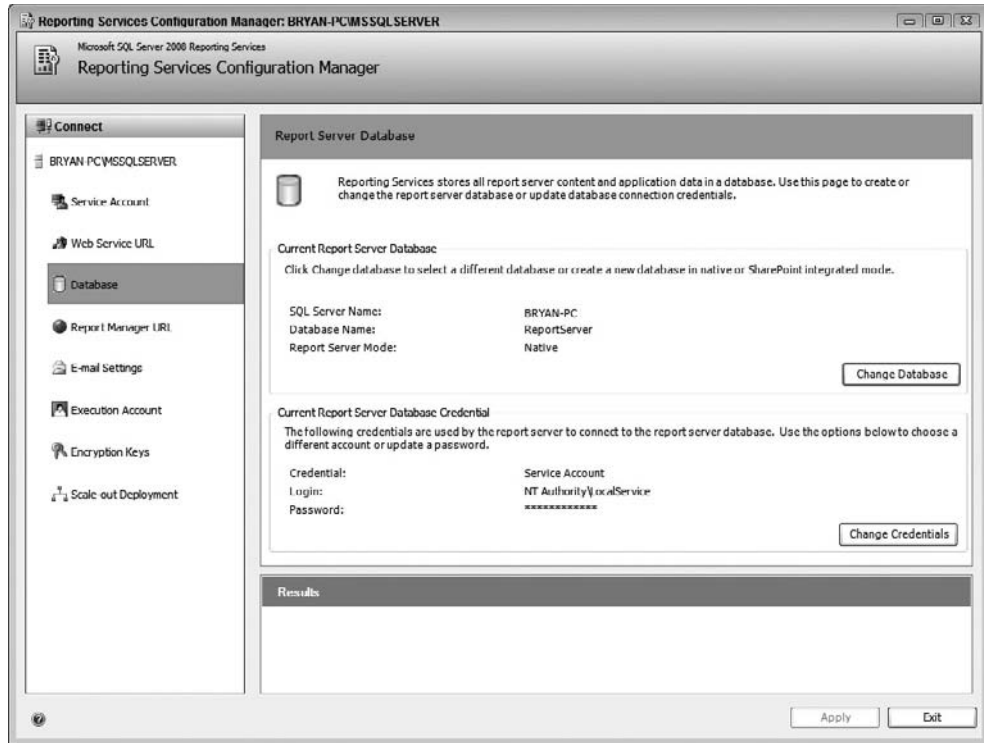 Reporting Services Configuration Manager: BRYAN-PC\MSSQLSERVER
Microsoft SQL Server 2008 Reporting Services
Reporting Services Configuration Manager
Connect
BRYAN-PC\MSSQLSERVER
Service Account
Web Service URL
Database
Report Manager URL
E-mail Settings
Execution Account
Encryption Keys
Scale-out Deployment
Report Server Database
Reporting Services stores all report server content and application data in a database. Use this page to create or
change the report server database or update database connection credentials.
Current Report Server Database
Click Change database to select a different database or create a new database in native or SharePoint integrated mode.
SQL Server Name: BRYAN-PC
Database Name: ReportServer
Report Server Mode: Native
Change Database
Current Report Server Database Credential
The following credentials are used by the report server to connect to the report server database. Use the options below to choose a
different account or update a password.
Credential: Service Account
Login: NT Authority\LocalService
Password: ************
Change Credentials
Results
Apply
Exit